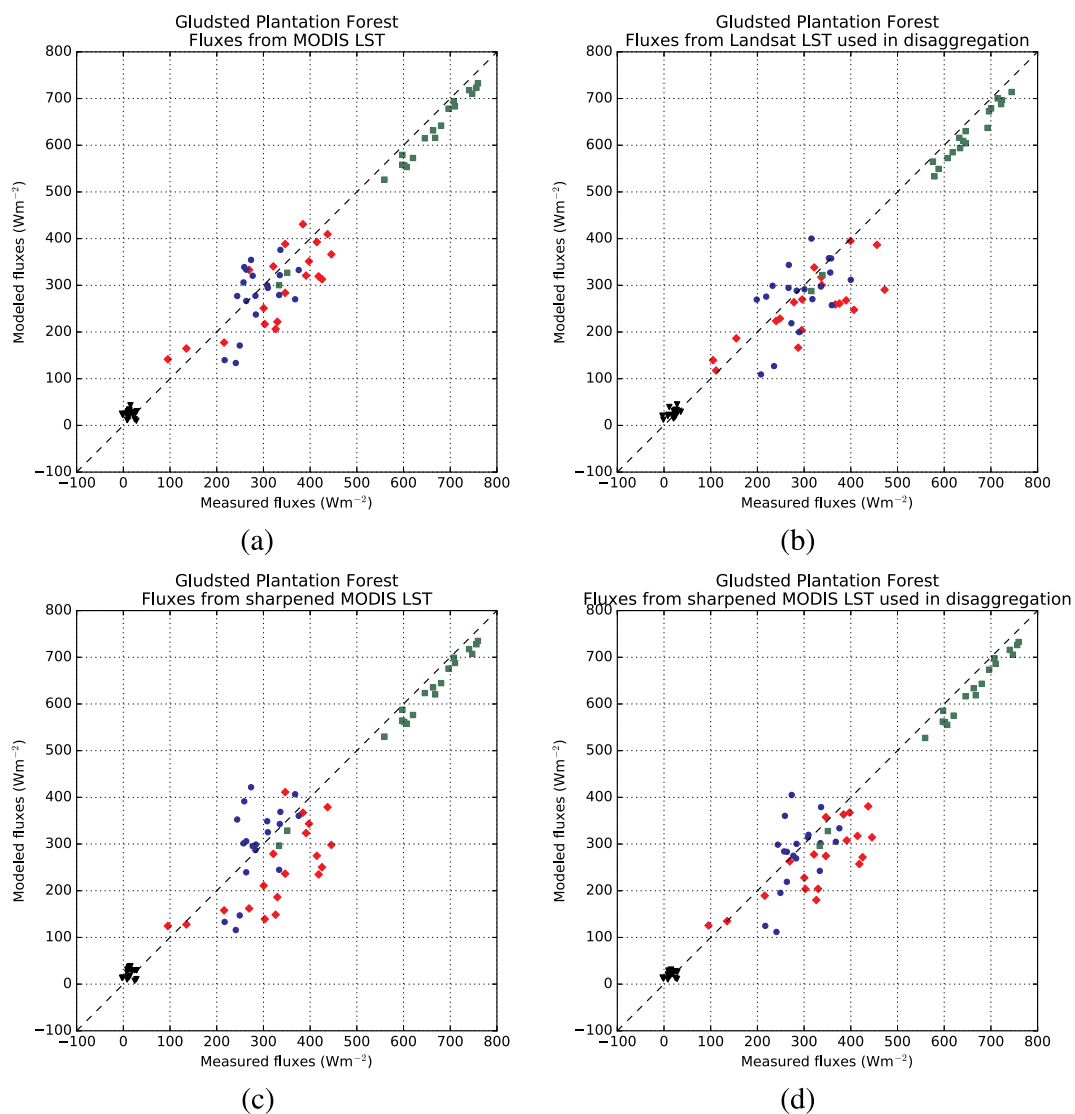 Gludsted Plantation Forest
Fluxes from MODIS LST
800
700
600
500
400
300
200
100
0
−100
Modeled fluxes (Wm⁻²)
−100 0 100 200 300 400 500 600 700 800
Measured fluxes (Wm⁻²)
(a)
Gludsted Plantation Forest
Fluxes from Landsat LST used in disaggregation
800
700
600
500
400
300
200
100
0
−100
Modeled fluxes (Wm⁻²)
−100 0 100 200 300 400 500 600 700 800
Measured fluxes (Wm⁻²)
(b)
Gludsted Plantation Forest
Fluxes from sharpened MODIS LST
800
700
600
500
400
300
200
100
0
−100
Modeled fluxes (Wm⁻²)
−100 0 100 200 300 400 500 600 700 800
Measured fluxes (Wm⁻²)
(c)
Gludsted Plantation Forest
Fluxes from sharpened MODIS LST used in disaggregation
800
700
600
500
400
300
200
100
0
−100
Modeled fluxes (Wm⁻²)
−100 0 100 200 300 400 500 600 700 800
Measured fluxes (Wm⁻²)
(d)